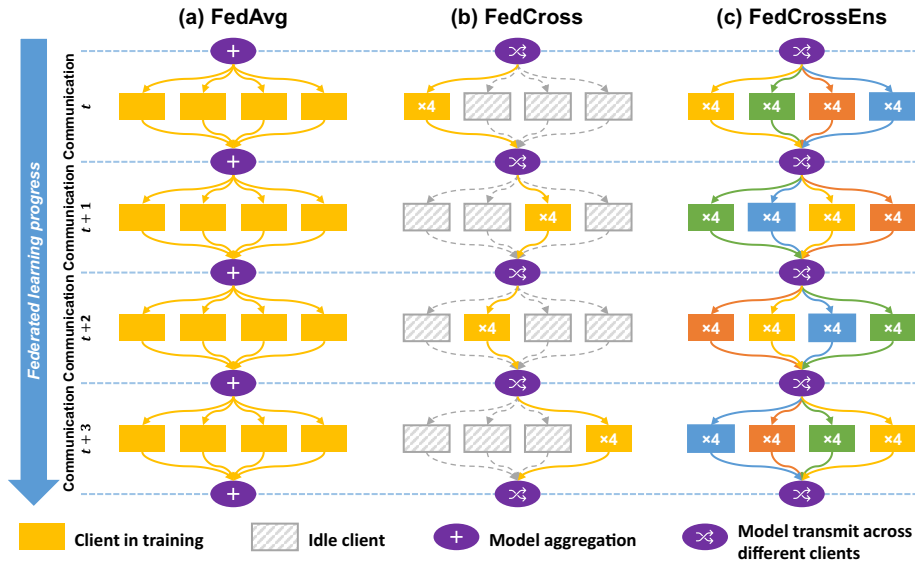 (a) FedAvg
(b) FedCross
(c) FedCrossEns
Federated learning progress
Communication
t
×4
×4
×4
×4
×4
Communication
t + 1
×4
×4
×4
×4
×4
Communication
t+2
×4
×4
×4
×4
×4
Communication
t + 3
×4
×4
×4
×4
×4
Communication
Client in training
Idle client
Model aggregation
Model transmit across
different clients